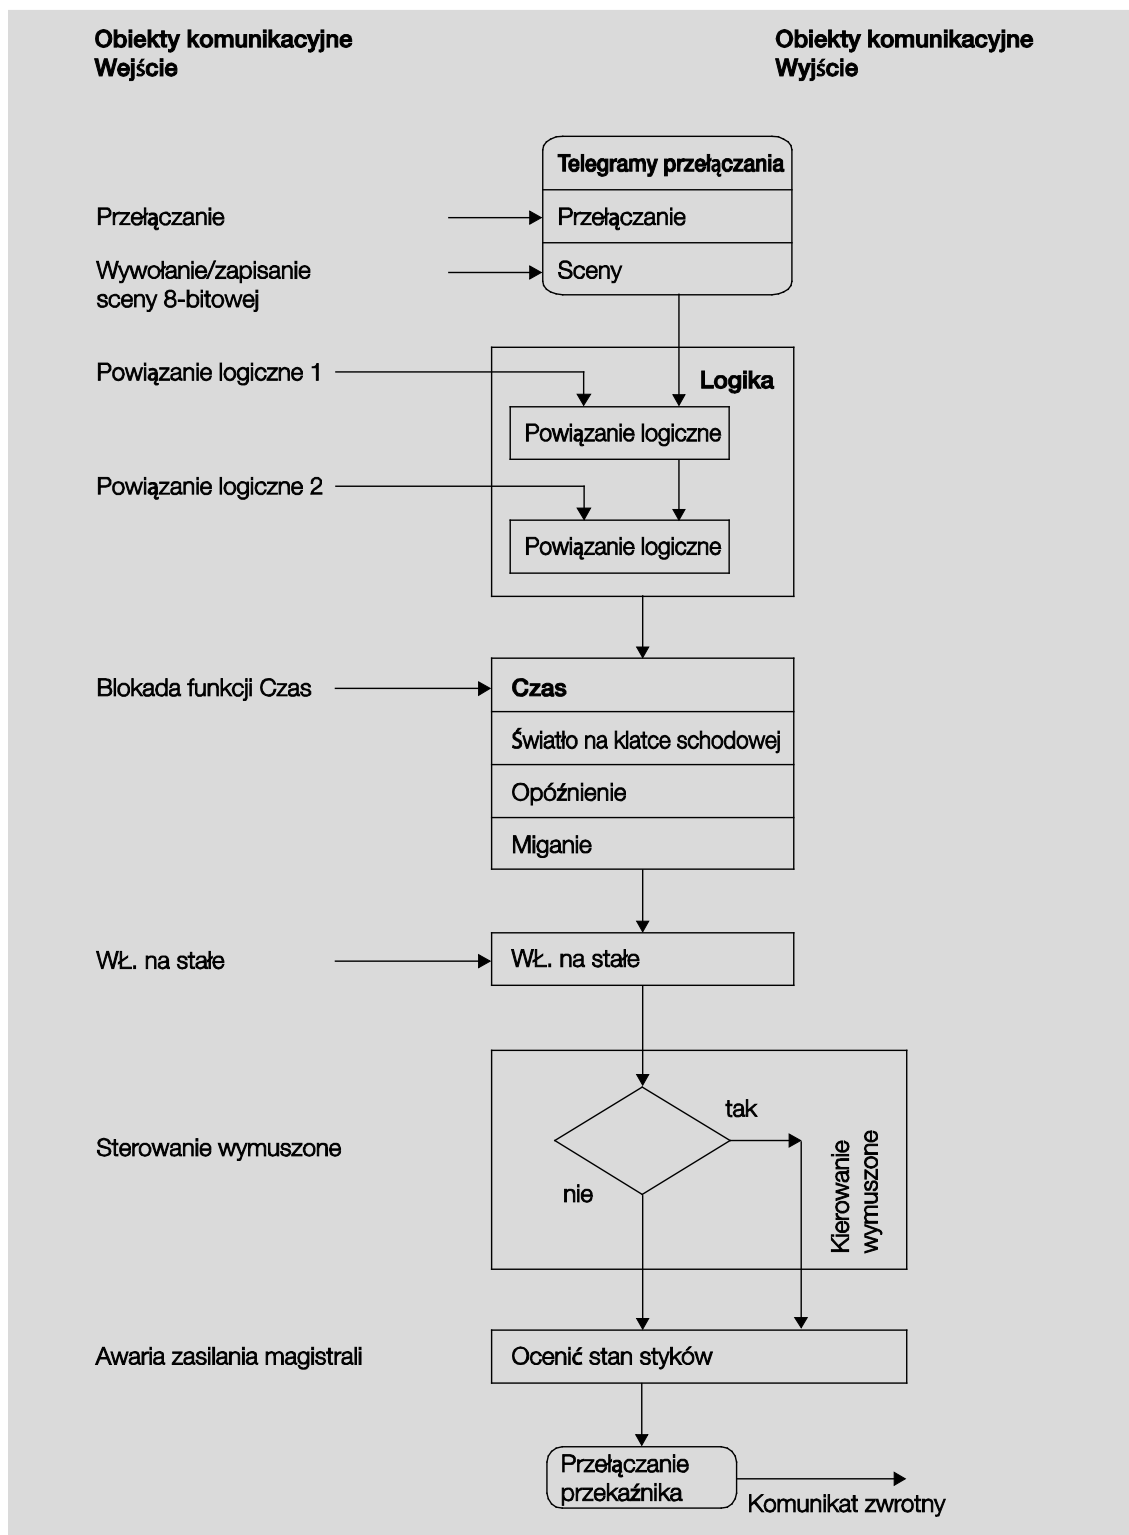 Obiekty komunikacyjne
Wejście
Obiekty komunikacyjne
Wyjście
Telegramy przełączania
Przełączanie
Przełączanie
Wywołanie/zapisanie
sceny 8-bitowej
Sceny
Powiązanie logiczne 1
Logika
Powiązanie logiczne
Powiązanie logiczne 2
Powiązanie logiczne
Blokada funkcji Czas
Czas
Światło na klatce schodowej
Opóźnienie
Miganie
WŁ. na stałe
WŁ. na stałe
Sterowanie wymuszone
tak
nie
Kierowanie
wymuszone
Awaria zasilania magistrali
Ocenić stan styków
Przełączanie
przekaźnika
Komunikat zwrotny